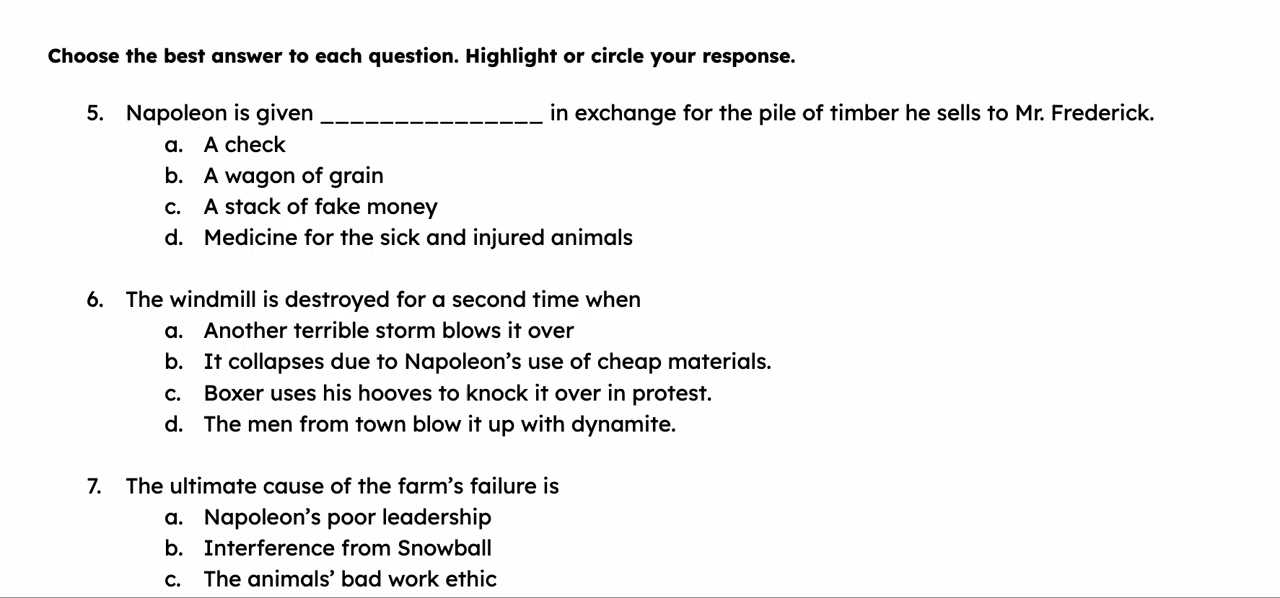 Choose the best answer to each question. Highlight or circle your response.
5. Napoleon is given _______________ in exchange for the pile of timber he sells to Mr. Frederick.
a. A check
b. A wagon of grain
c. A stack of fake money
d. Medicine for the sick and injured animals
6. The windmill is destroyed for a second time when
a. Another terrible storm blows it over
b. It collapses due to Napoleon’s use of cheap materials.
c. Boxer uses his hooves to knock it over in protest.
d. The men from town blow it up with dynamite.
7. The ultimate cause of the farm’s failure is
a. Napoleon’s poor leadership
b. Interference from Snowball
c. The animals’ bad work ethic